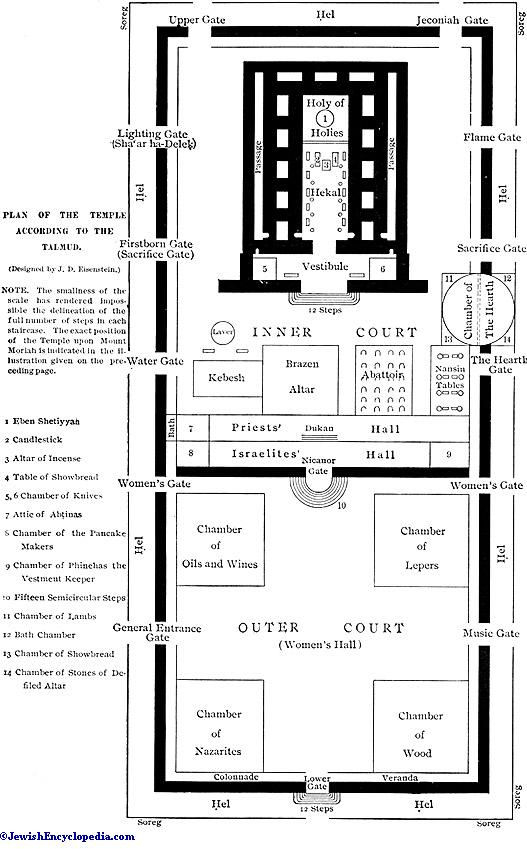 Soreg
Soreg
Hel
Upper Gate
Jeconiah Gate
Holy of
1
Holies
Passage
Passage
Lighting Gate
(Sha'ar ha-Delek)
Flame Gate
2
4
3
Hekal
Hel
Hel
PLAN OF THE TEMPLE
ACCORDING TO THE
TALMUD.
(Designed by J. D. Eisenstein.)
Firstborn Gate
(Sacrifice Gate)
Sacrifice Gate
5
Vestibule
6
12 Steps
NOTE. The smallness of the
scale has rendered impos-
sible the delineation of the
full number of steps in each
staircase. The exact position
of the Temple upon Mount
Moriah is indicated in the il-
lustration given on the pre-
ceding page.
11
12
Chamber of
The Hearth
13
14
Laver
INNER COURT
Water Gate
The Hearth
Gate
Kebesh
Brazen
Altar
Abattoir
Nansin
Tables
Bath
7
Priests' Dukan Hall
8
Israelites' Hall
9
Nicanor
Gate
10
1 Eben Shetiyyah
2 Candlestick
3 Altar of Incense
4 Table of Showbread
5, 6 Chamber of Knives
7 Attic of Abtinas
8 Chamber of the Pancake
Makers
9 Chamber of Phinehas the
Vestment Keeper
10 Fifteen Semicircular Steps
11 Chamber of Lambs
12 Bath Chamber
13 Chamber of Showbread
14 Chamber of Stones of De-
filed Altar
Women's Gate
Women's Gate
Hel
Hel
Chamber
of
Oils and Wines
Chamber
of
Lepers
General Entrance
Gate
OUTER COURT
(Women's Hall)
Music Gate
Chamber
of
Nazarites
Chamber
of
Wood
Colonnade
Lower
Gate
Veranda
12 Steps
Hel
Hel
Soreg
Soreg
Soreg
©JewishEncyclopedia.com